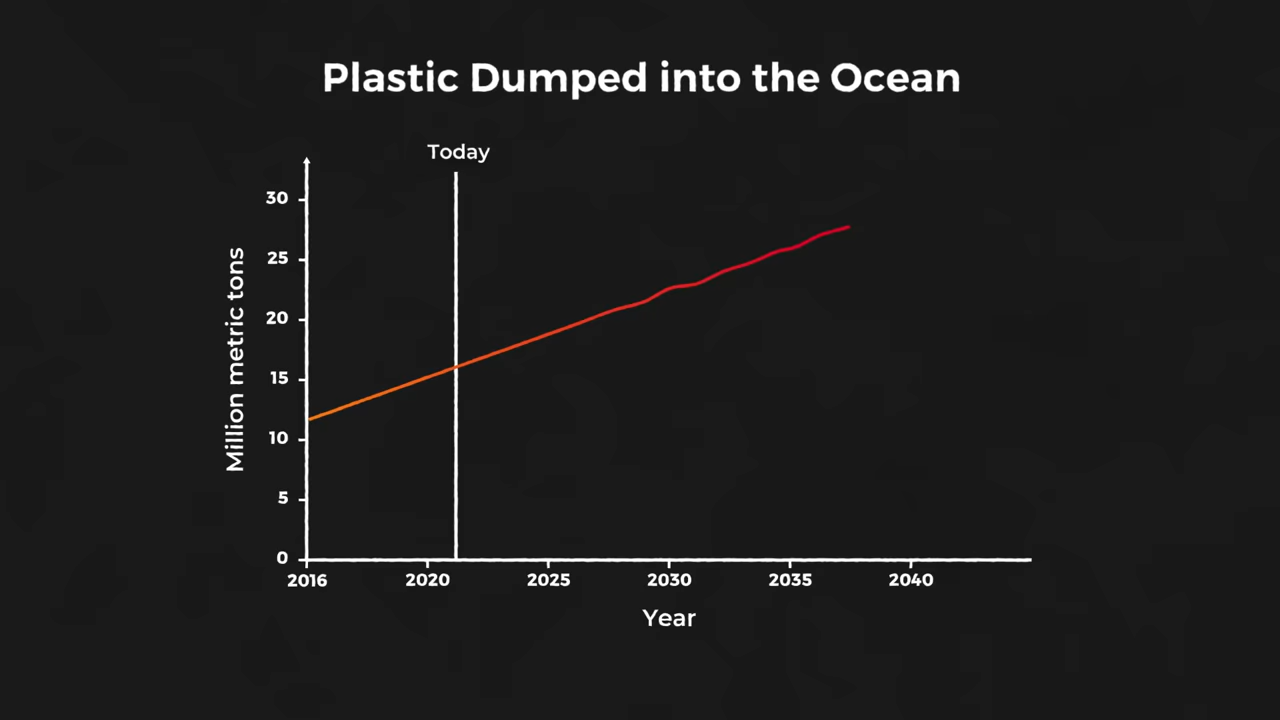 Plastic Dumped into the Ocean
Today
Million metric tons
30
25
20
15
10
5
0
2016 2020 2025 2030 2035 2040
Year